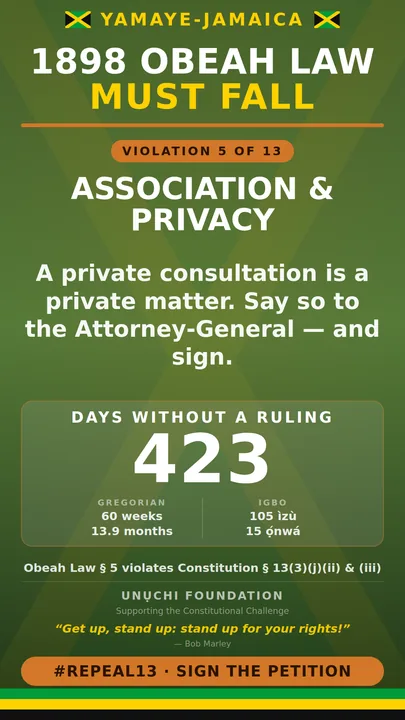 YAMAYE-JAMAICA
1898 OBEAH LAW
MUST FALL
VIOLATION 5 OF 13
ASSOCIATION &
PRIVACY
A private consultation is a
private matter. Say so to
the Attorney-General — and
sign.
DAYS WITHOUT A RULING
423
GREGORIAN
60 weeks
13.9 months
IGBO
105 ìzù
15 ọ́nwá
Obeah Law § 5 violates Constitution § 13(3)(j)(ii) & (iii)
UNỤCHI FOUNDATION
Supporting the Constitutional Challenge
“Get up, stand up: stand up for your rights!”
— Bob Marley
#REPEAL13 · SIGN THE PETITION